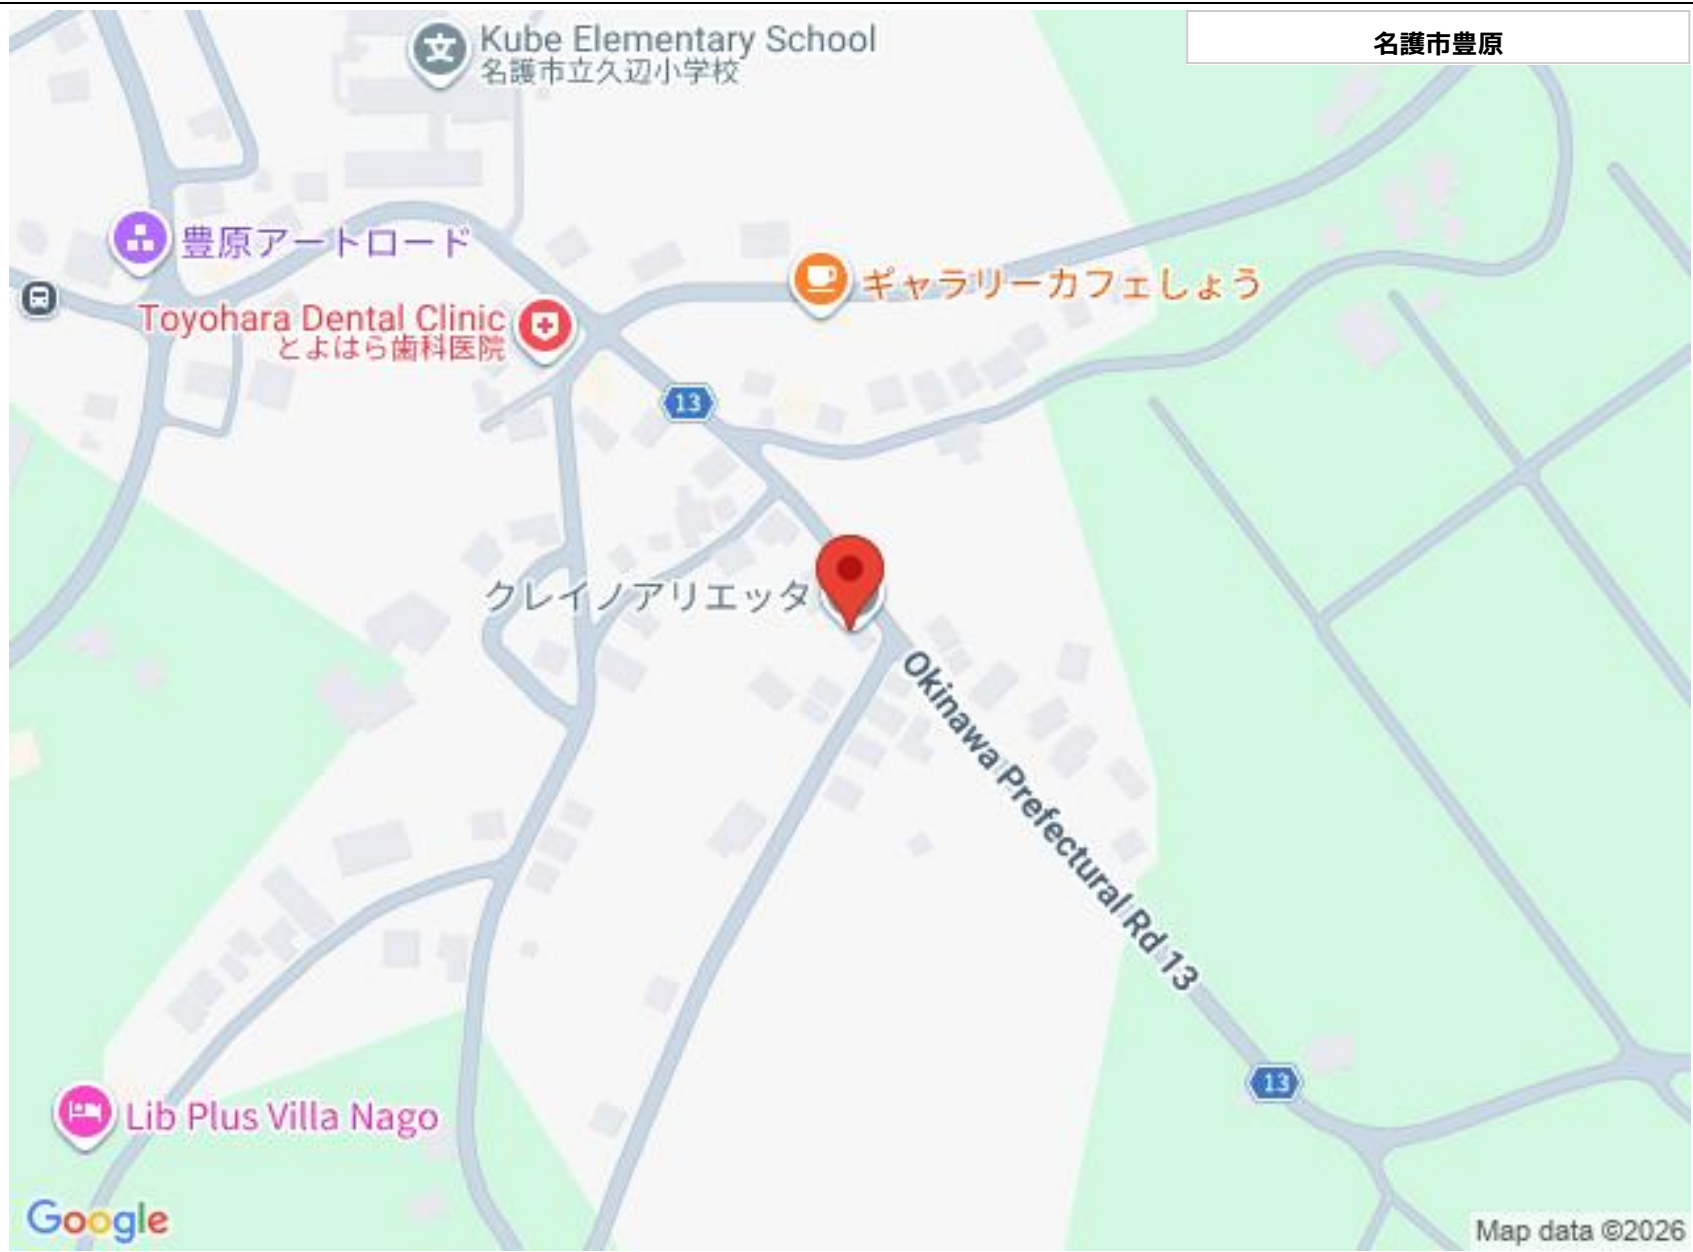 Kube Elementary School
名護市立久辺小学校
名護市豊原
豊原アートロード
ギャラリーカフェしょう
Toyohara Dental Clinic
とよはら歯科医院
13
クレイノアリエッタ
Okinawa Prefectural Rd 13
13
Lib Plus Villa Nago
Google
Map data ©2026